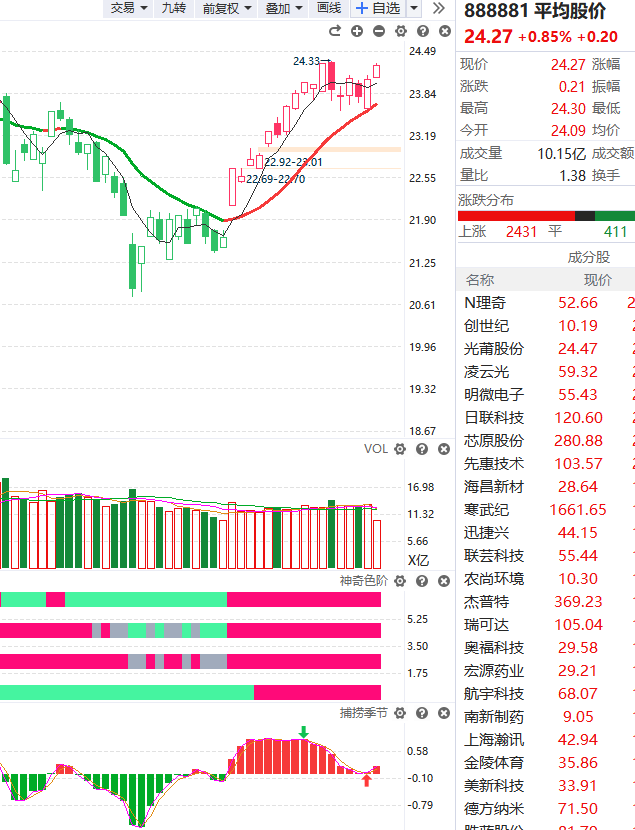 交易 九转 前复权 叠加 画线 自选
888881 平均股价
24.27 +0.85% +0.20
24.49
24.33
23.84
23.19
22.92-23.01
22.69-22.70
22.55
21.90
21.25
20.61
19.96
19.32
18.67
VOL
16.98
11.32
5.66
X亿
神奇色阶
5.25
3.50
1.75
捕捞季节
0.58
-0.10
-0.79
现价 24.27 涨幅
涨跌 0.21 振幅
最高 24.30 最低
今开 24.09 均价
成交量 10.15亿 成交额
量比 1.38 换手
涨跌分布
上涨 2431 平 411
成分股
名称 现价
N理奇 52.66 2
创世纪 10.19
光莆股份 24.47
凌云光 59.32
明微电子 55.43
日联科技 120.60
芯原股份 280.88
先惠技术 103.57
海昌新材 28.64
寒武纪 1661.65
迅捷兴 44.15
联芸科技 55.44
农尚环境 10.30
杰普特 369.23
瑞可达 105.04
奥福科技 29.58
宏源药业 29.21
航宇科技 68.07
南新制药 9.05
上海瀚讯 42.94
金陵体育 35.86
美新科技 33.91
德方纳米 71.50